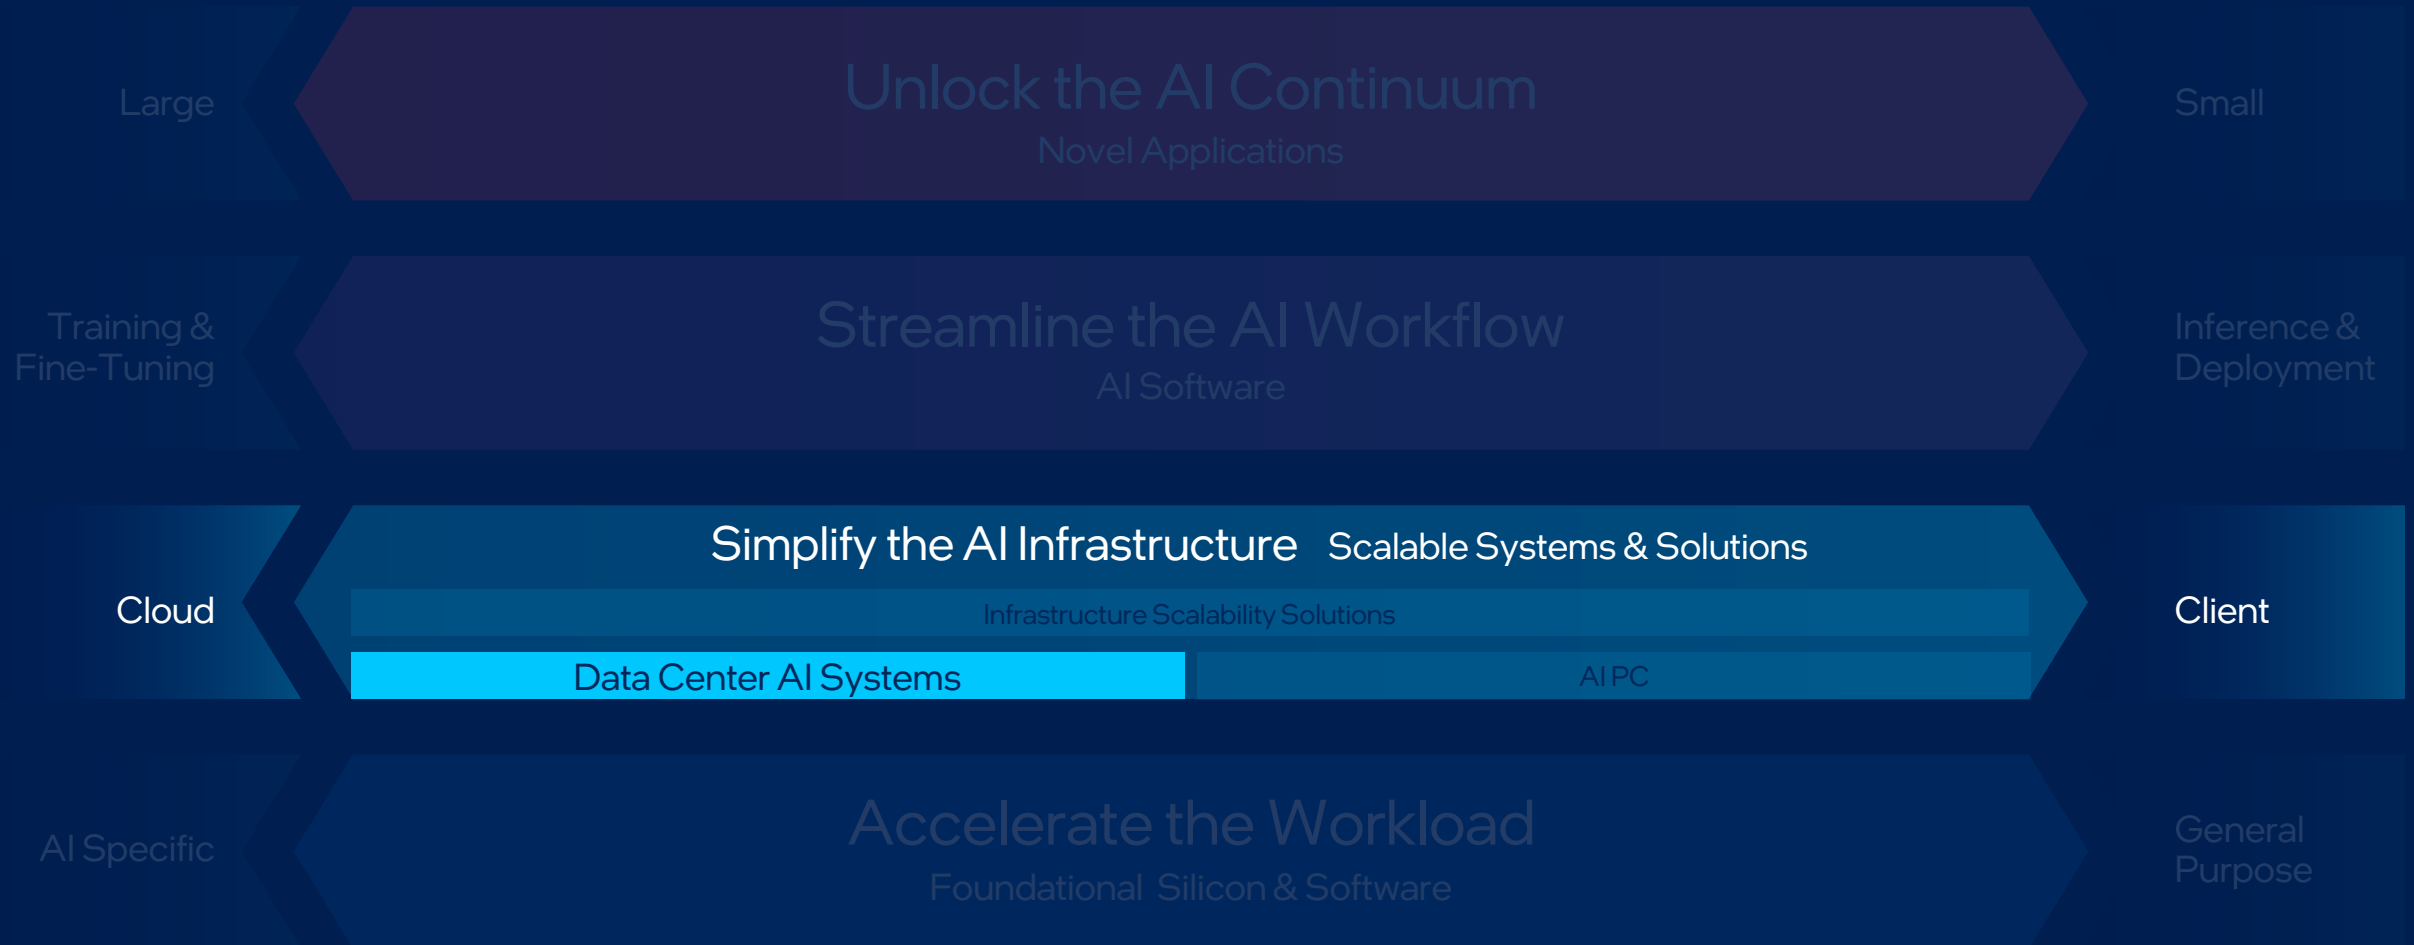 Large
Unlock the AI Continuum
Novel Applications
Small
Training &
Fine-Tuning
Streamline the AI Workflow
AI Software
Inference &
Deployment
Cloud
Simplify the AI Infrastructure Scalable Systems & Solutions
Infrastructure Scalability Solutions
Data Center AI Systems
AI PC
Client
AI Specific
Accelerate the Workload
Foundational Silicon & Software
General
Purpose